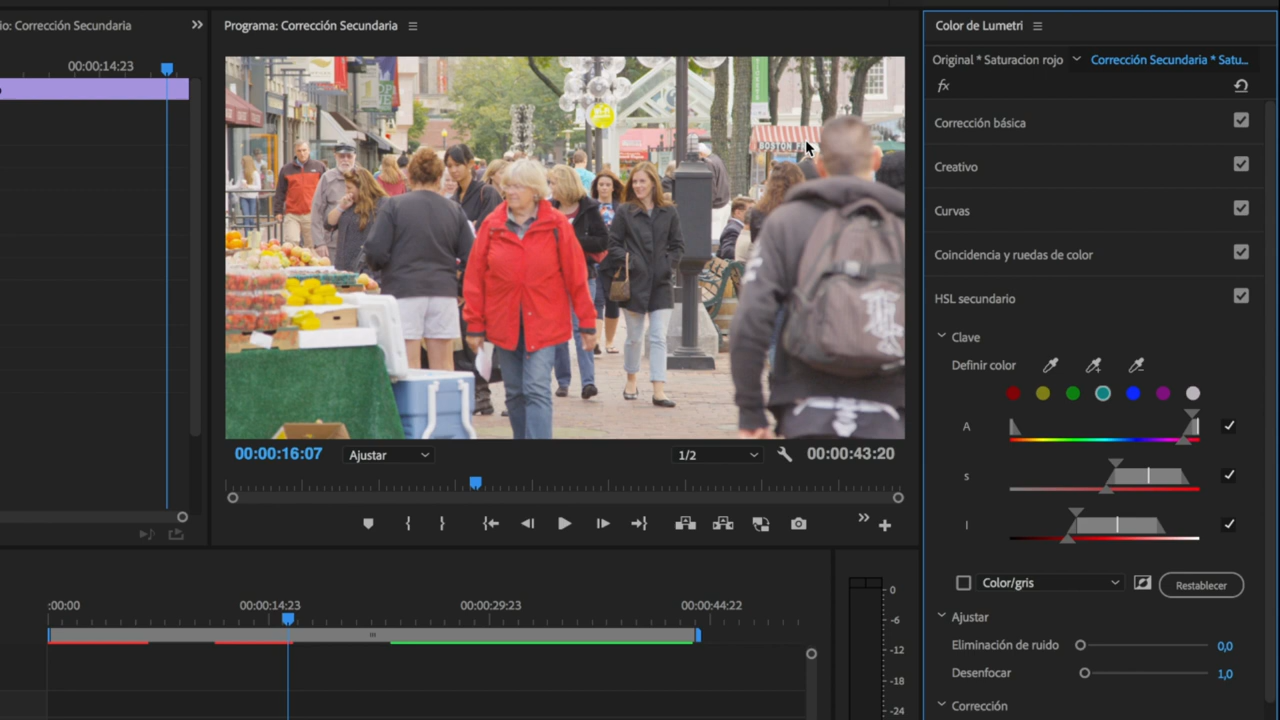 io: Corrección Secundaria
00:00:14:23
Programa: Corrección Secundaria
BOSTON
00:00:16:07
Ajustar
1/2
00:00:43:20
:00:00
00:00:14:23
00:00:29:23
00:00:44:22
0
-6
-12
-18
-24
Color de Lumetri
Original * Saturacion rojo
Corrección Secundaria * Satu...
fx
Corrección básica
Creativo
Curvas
Coincidencia y ruedas de color
HSL secundario
Clave
Definir color
A
s
l
Color/gris
Restablecer
Ajustar
Eliminación de ruido
0,0
Desenfocar
1,0
Corrección